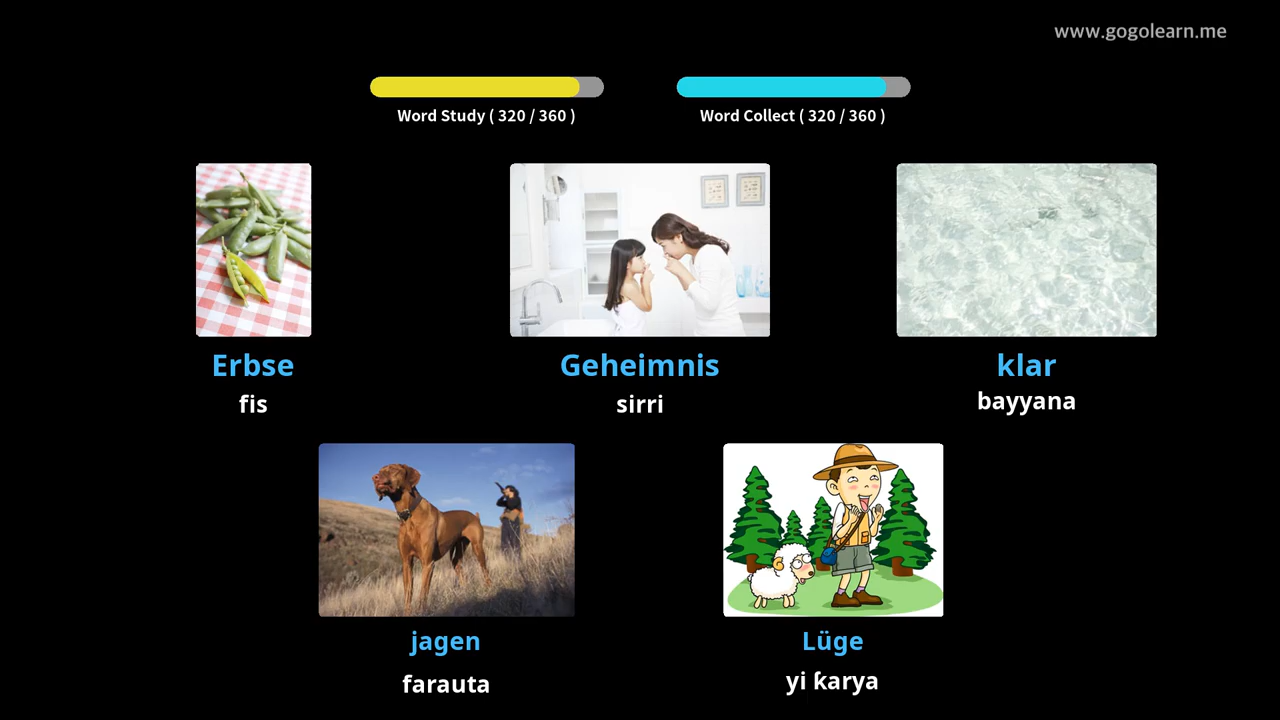 www.gogolearn.me
Word Study ( 320 / 360 )
Word Collect ( 320 / 360 )
Erbse
fis
Geheimnis
sirri
klar
bayyana
jagen
farauta
Lüge
yi ƙarya